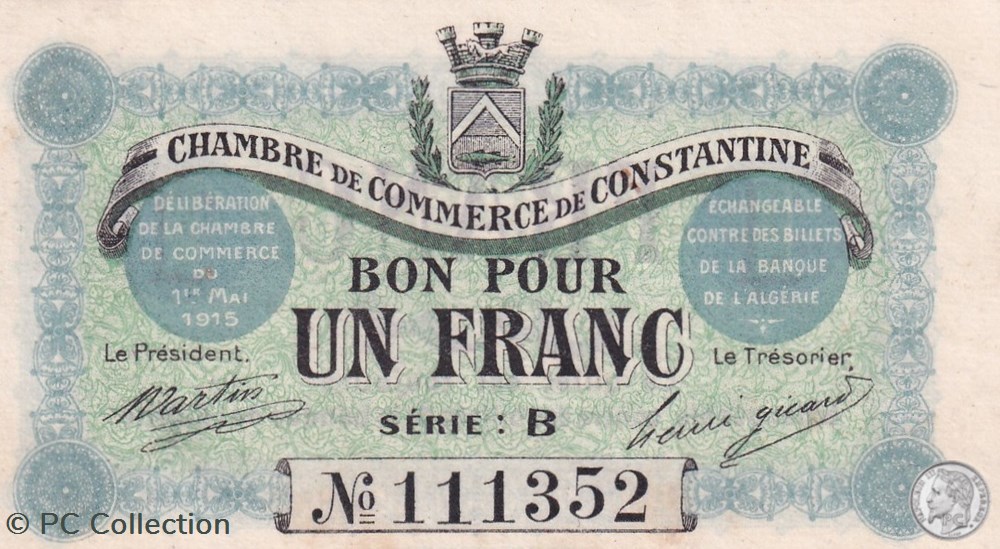 CHAMBRE DE COMMERCE DE CONSTANTINE
DÉLIBÉRATION
DE LA CHAMBRE
DE COMMERCE
DU
1ER MAI
1915
ÉCHANGEABLE
CONTRE DES BILLETS
DE LA BANQUE
DE L'ALGÉRIE
BON POUR
UN FRANC
Le Président.
Le Trésorier,
Martin
henri gicard
SÉRIE : B
No 111352
© PC Collection